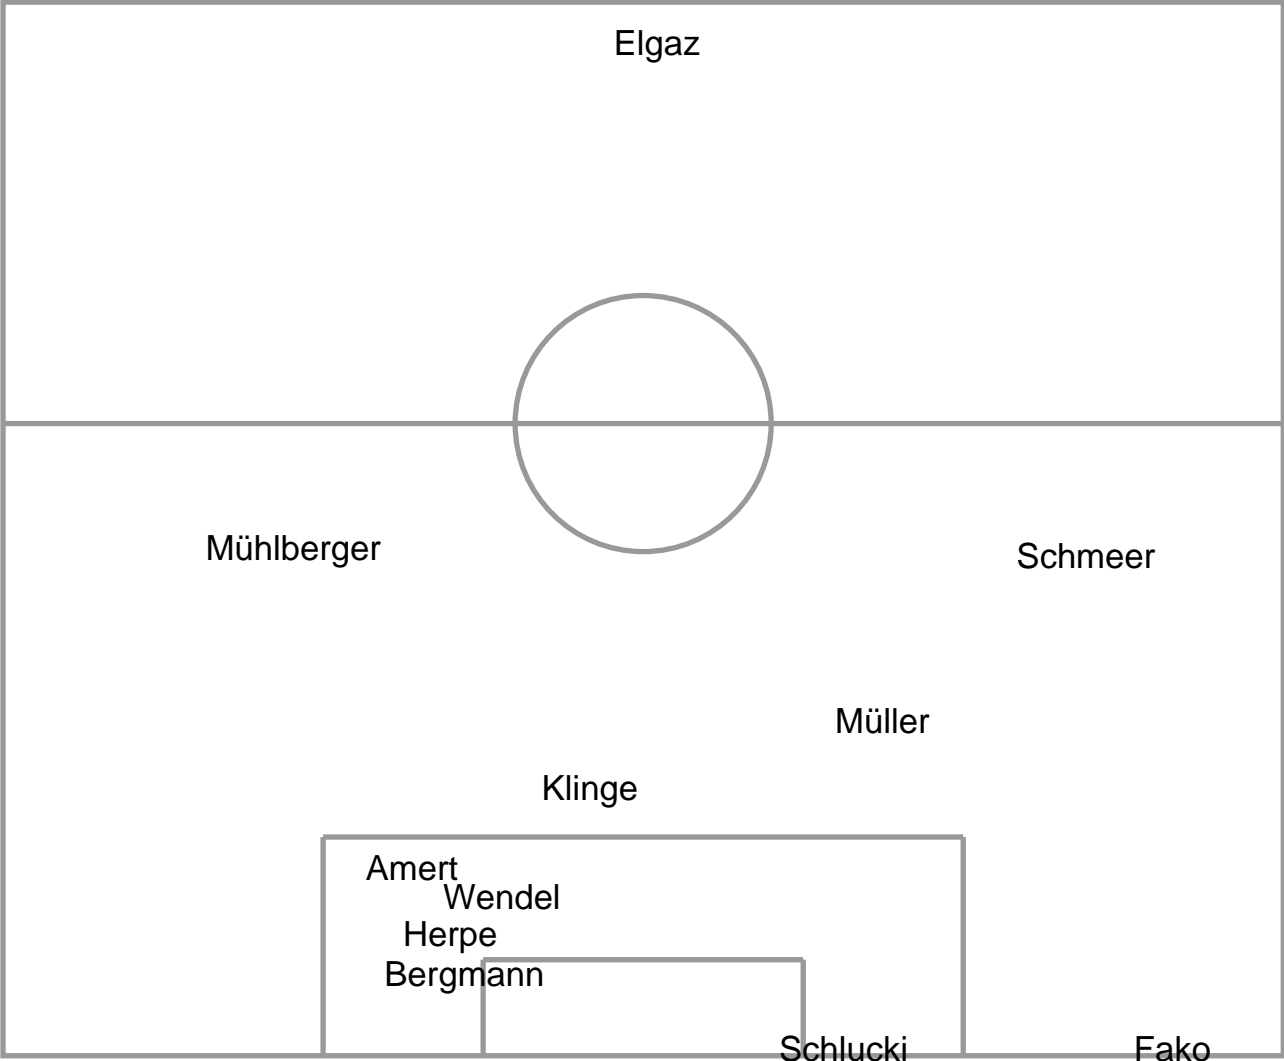 Elgaz
Mühlberger
Schmeer
Müller
Klinge
Amert
Wendel
Herpe
Bergmann
Schlucki
Fako